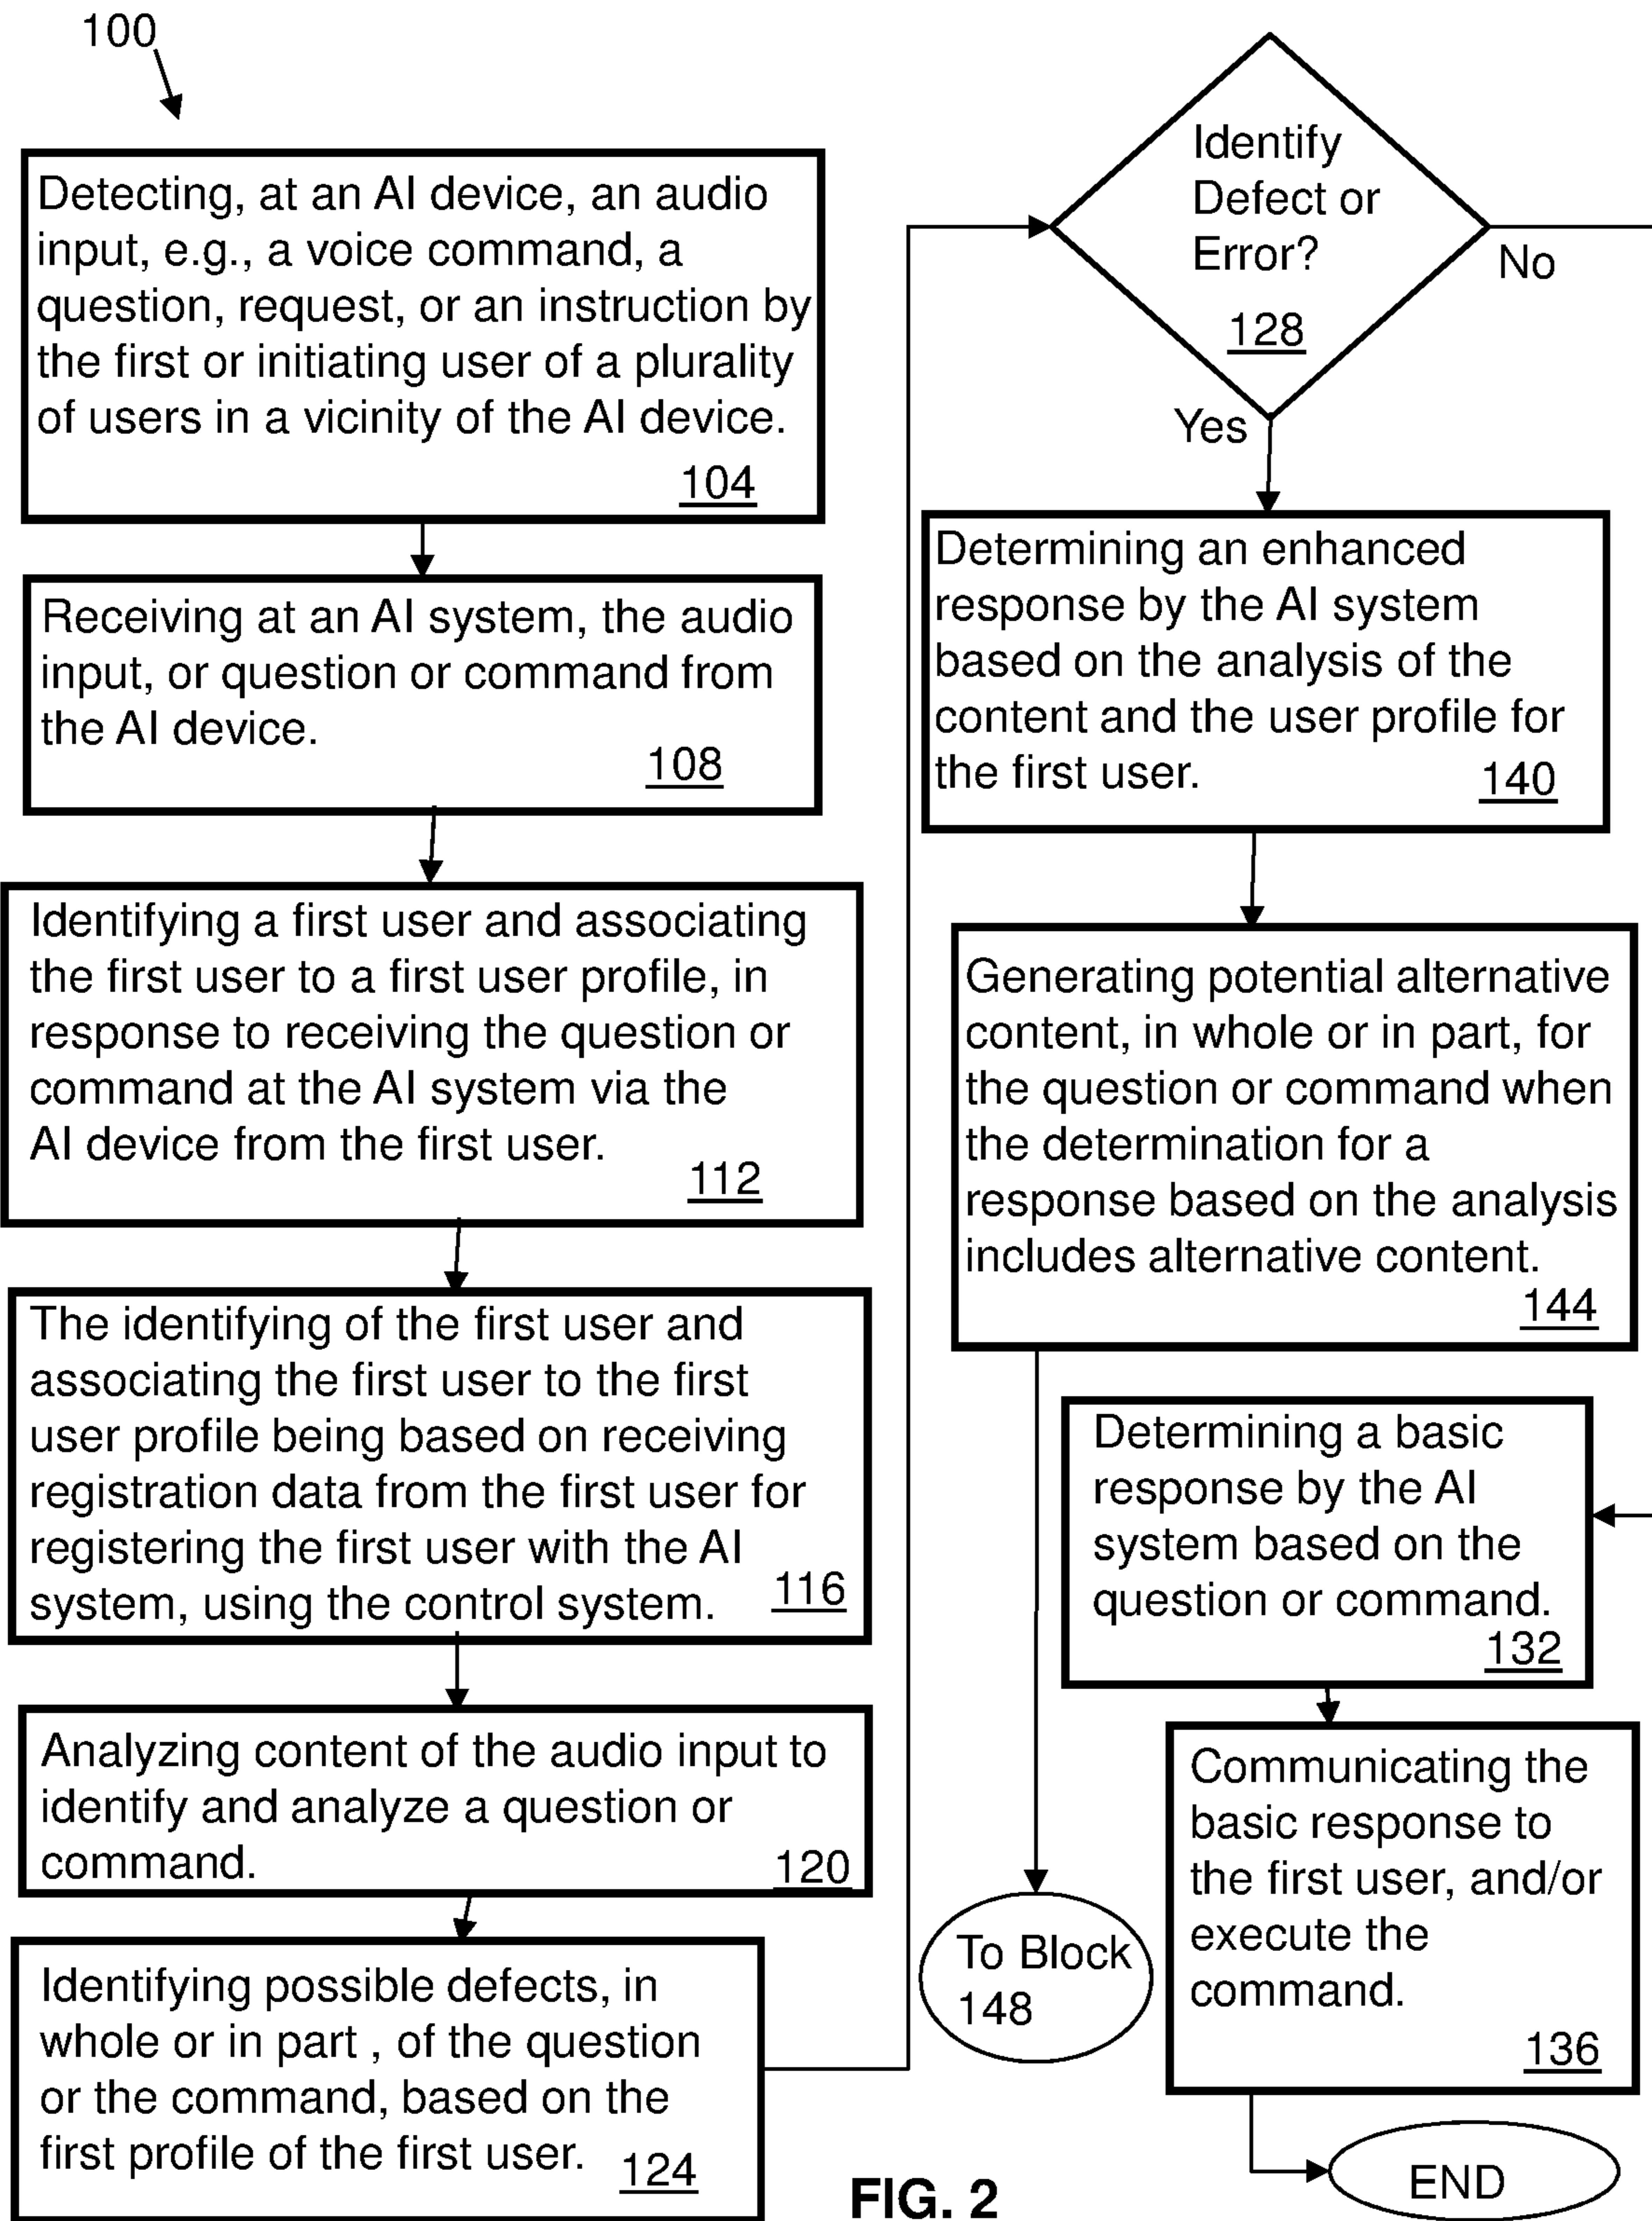 100
Detecting, at an AI device, an audio
input, e.g., a voice command, a
question, request, or an instruction by
the first or initiating user of a plurality
of users in a vicinity of the AI device.
104
Receiving at an AI system, the audio
input, or question or command from
the AI device.
108
Identifying a first user and associating
the first user to a first user profile, in
response to receiving the question or
command at the AI system via the
AI device from the first user.
112
The identifying of the first user and
associating the first user to the first
user profile being based on receiving
registration data from the first user for
registering the first user with the AI
system, using the control system.
116
Analyzing content of the audio input to
identify and analyze a question or
command.
120
Identifying possible defects, in
whole or in part , of the question
or the command, based on the
first profile of the first user.
124
Identify
Defect or
Error?
128
No
Yes
Determining an enhanced
response by the AI system
based on the analysis of the
content and the user profile for
the first user.
140
Generating potential alternative
content, in whole or in part, for
the question or command when
the determination for a
response based on the analysis
includes alternative content.
144
To Block
148
Determining a basic
response by the AI
system based on the
question or command.
132
Communicating the
basic response to
the first user, and/or
execute the
command.
136
END
FIG. 2